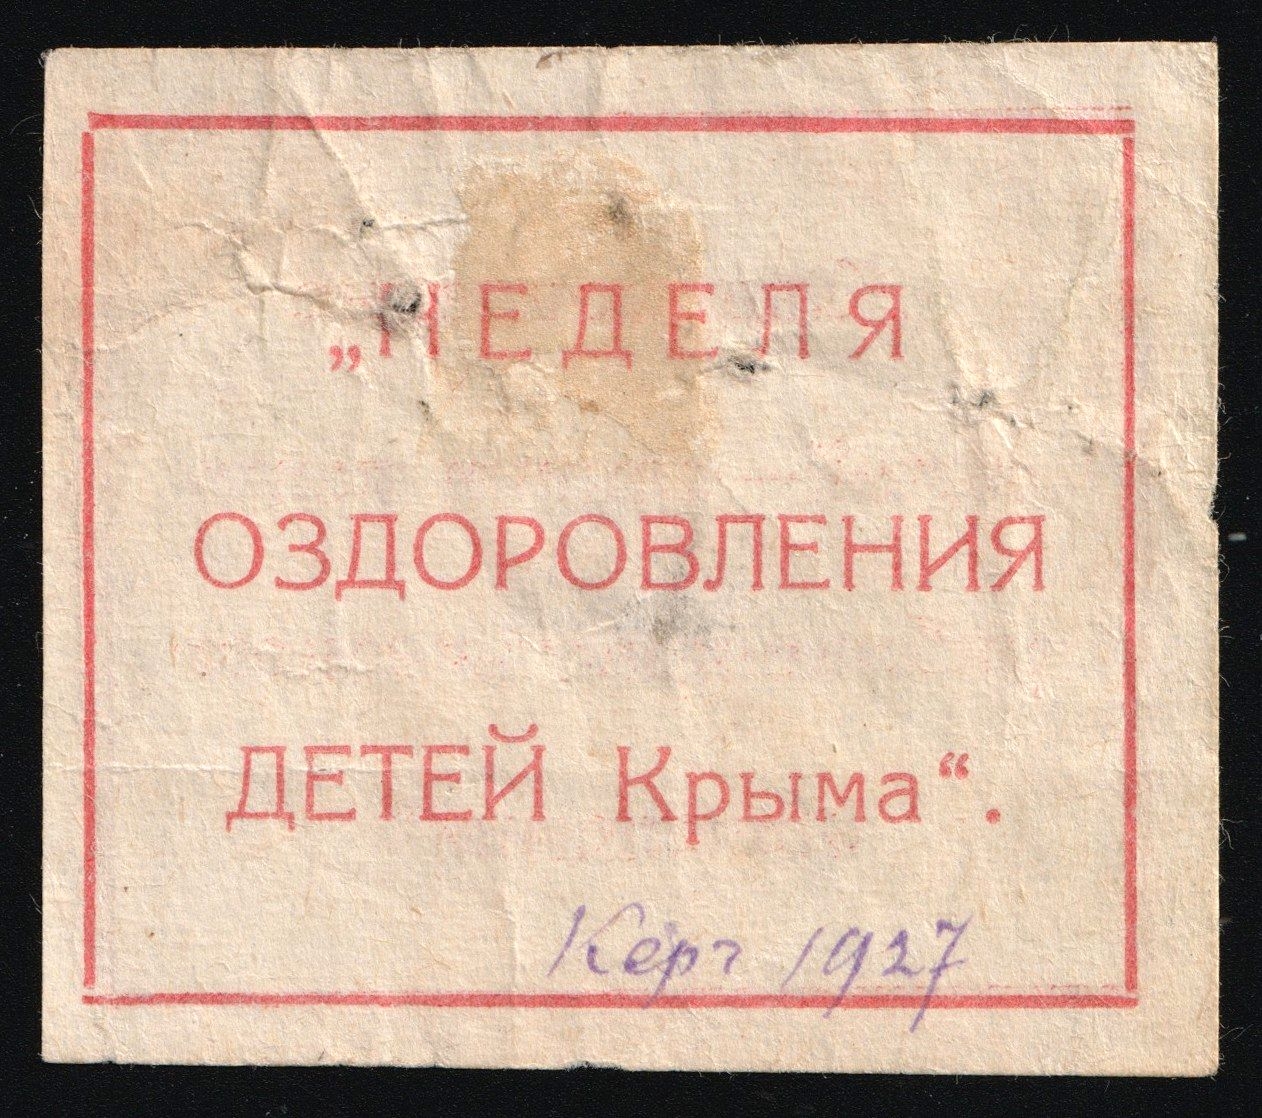 „НЕДЕЛЯ
ОЗДОРОВЛЕНИЯ
ДЕТЕЙ Крыма“.
Керч 1927